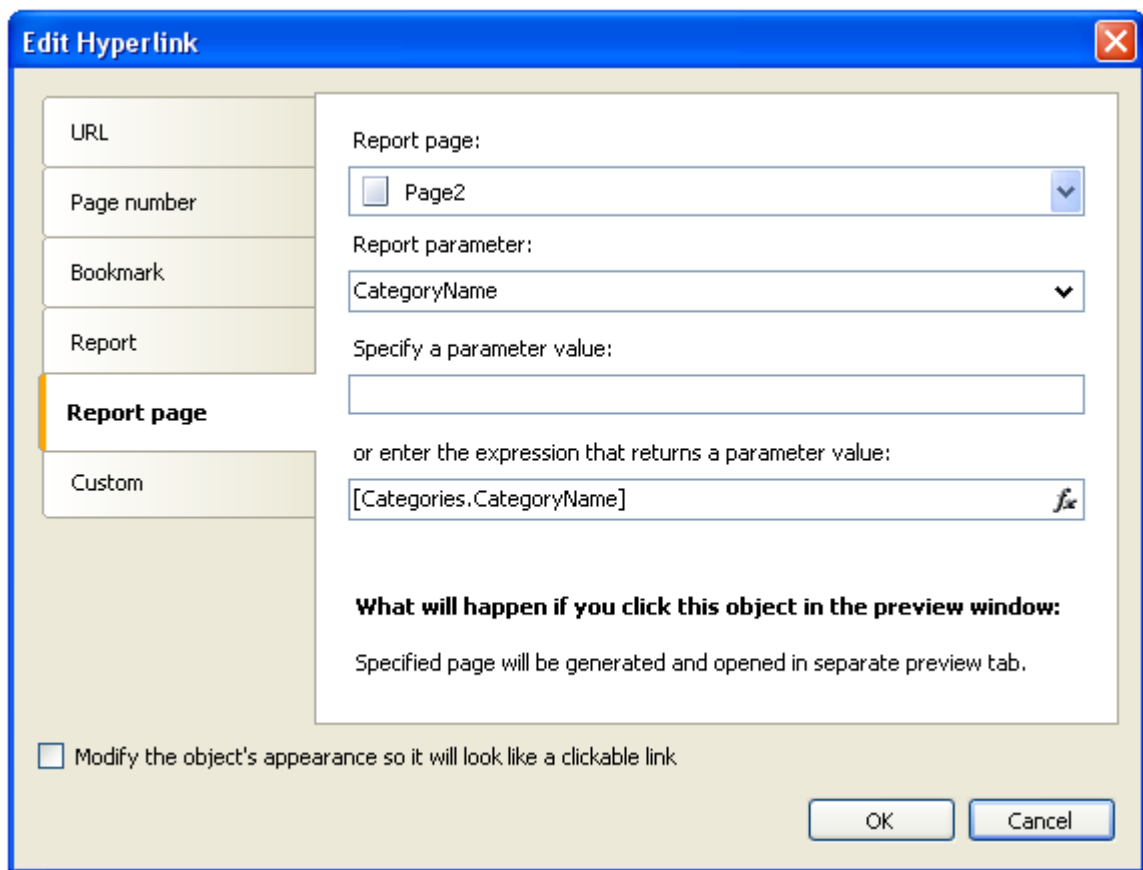 Edit Hyperlink
URL
Page number
Bookmark
Report
Report page
Custom
Report page:
Page2
Report parameter:
CategoryName
Specify a parameter value:
or enter the expression that returns a parameter value:
[Categories.CategoryName]
fx
What will happen if you click this object in the preview window:
Specified page will be generated and opened in separate preview tab.
Modify the object's appearance so it will look like a clickable link
OK
Cancel